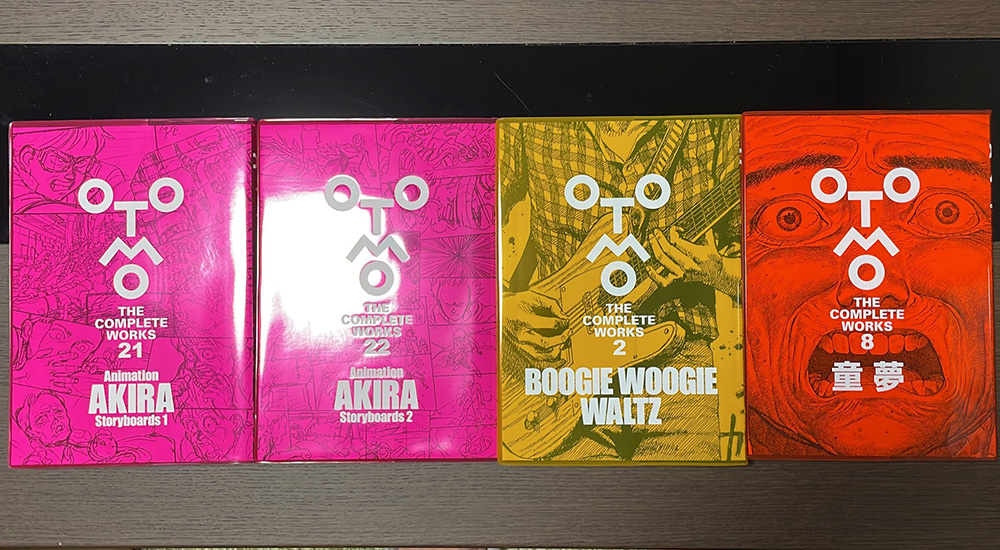 OTOMO
THE
COMPLETE
WORKS
21
Animation
AKIRA
Storyboards 1
OTOMO
THE
COMPLETE
WORKS
22
Animation
AKIRA
Storyboards 2
OTOMO
THE
COMPLETE
WORKS
2
BOOGIE WOOGIE
WALTZ
OTOMO
THE
COMPLETE
WORKS
8
童夢